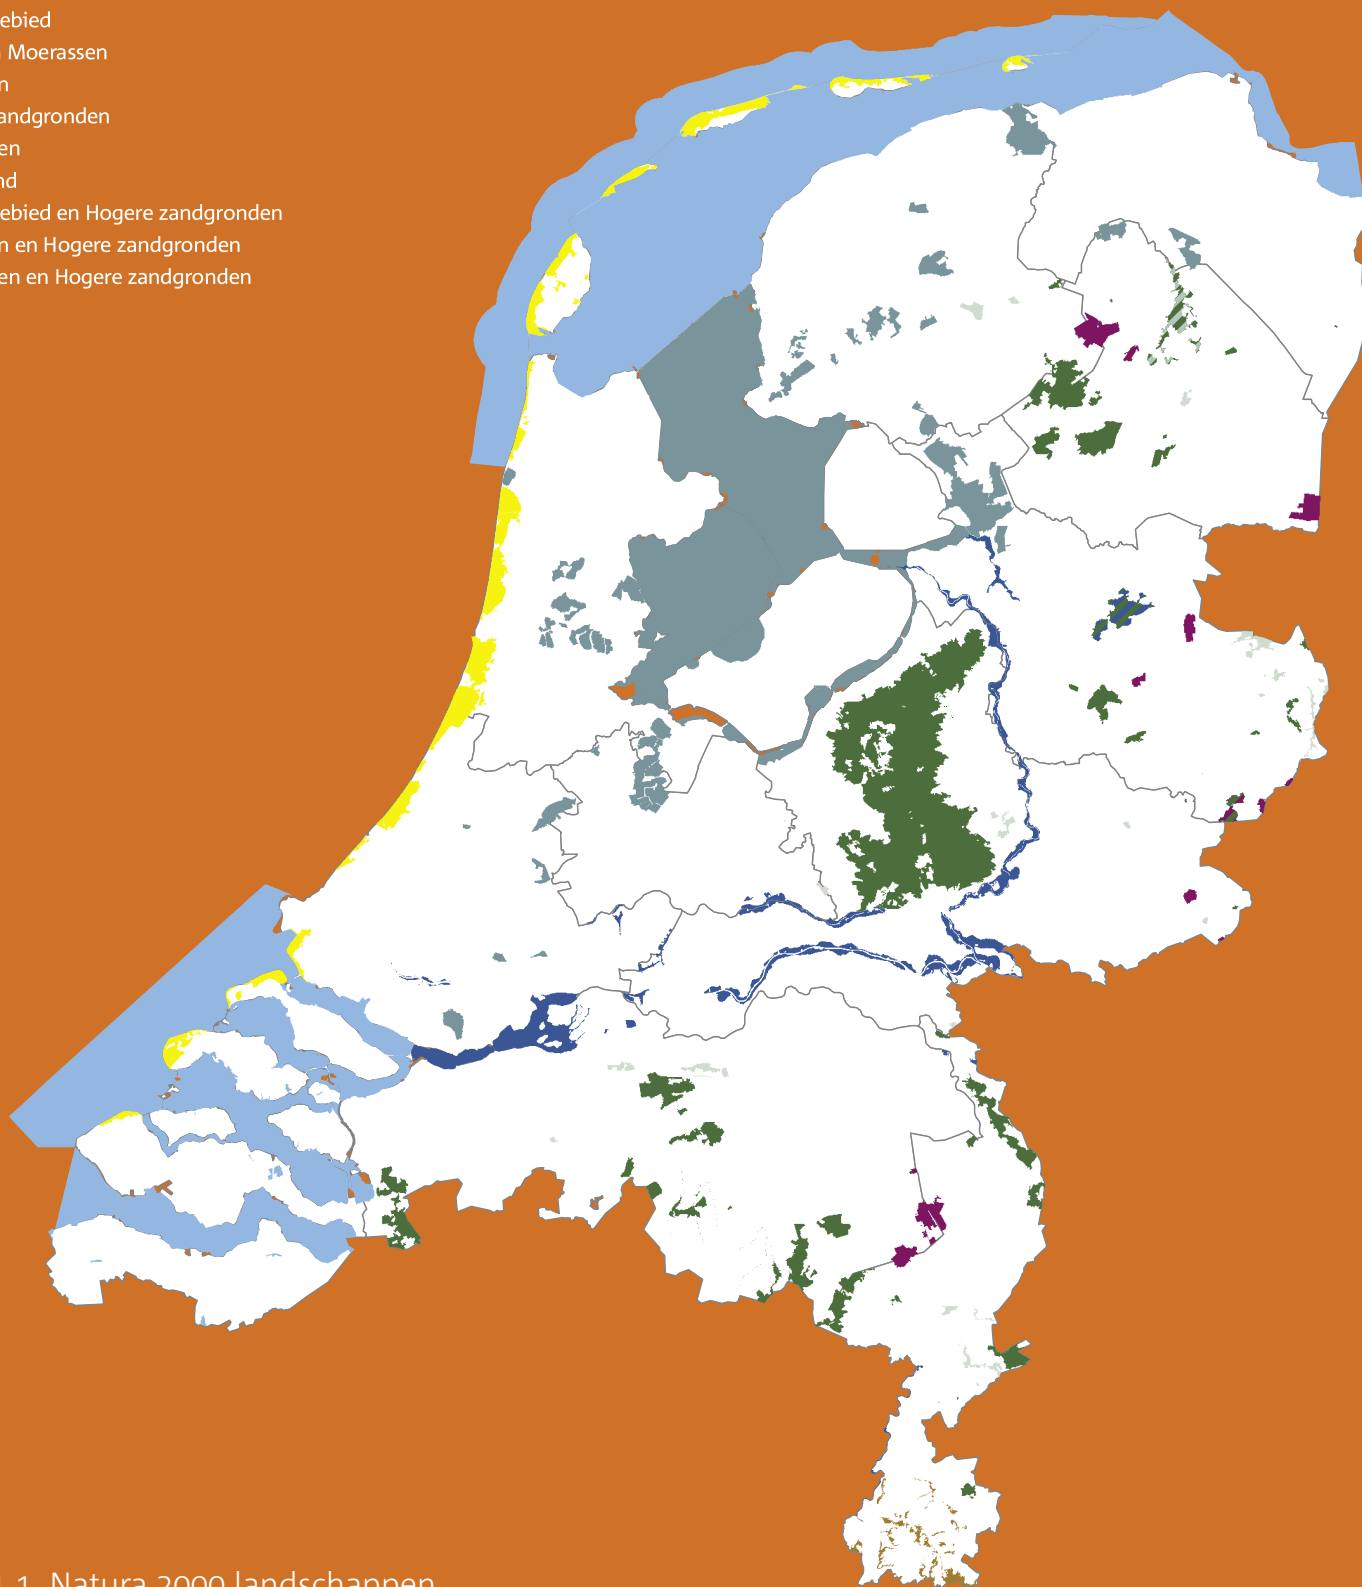 ebied
Moerassen
n
andgronden
en
nd
ebied en Hogere zandgronden
n en Hogere zandgronden
en en Hogere zandgronden
1 Natura 2000 landschappen